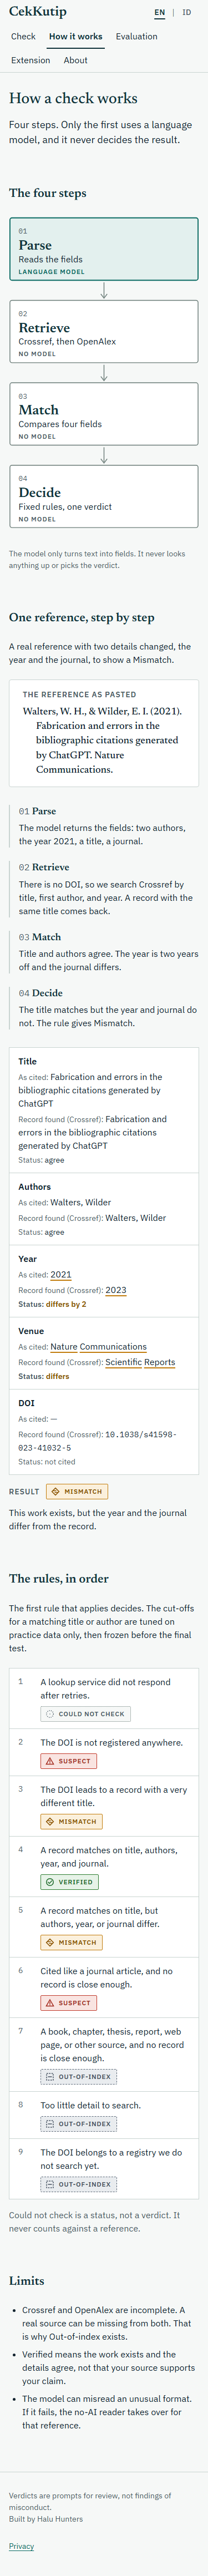 CekKutip
EN | ID
Check How it works Evaluation
Extension About
How a check works
Four steps. Only the first uses a language
model, and it never decides the result.
The four steps
01
Parse
Reads the fields
LANGUAGE MODEL
02
Retrieve
Crossref, then OpenAlex
NO MODEL
03
Match
Compares four fields
NO MODEL
04
Decide
Fixed rules, one verdict
NO MODEL
The model only turns text into fields. It never looks
anything up or picks the verdict.
One reference, step by step
A real reference with two details changed, the
year and the journal, to show a Mismatch.
THE REFERENCE AS PASTED
Walters, W. H., & Wilder, E. I. (2021).
Fabrication and errors in the
bibliographic citations generated
by ChatGPT. Nature
Communications.
01 Parse
The model returns the fields: two authors,
the year 2021, a title, a journal.
02 Retrieve
There is no DOI, so we search Crossref by
title, first author, and year. A record with the
same title comes back.
03 Match
Title and authors agree. The year is two years
off and the journal differs.
04 Decide
The title matches but the year and journal do
not. The rule gives Mismatch.
Title
As cited: Fabrication and errors in the
bibliographic citations generated by
ChatGPT
Record found (Crossref): Fabrication and
errors in the bibliographic citations
generated by ChatGPT
Status: agree
Authors
As cited: Walters, Wilder
Record found (Crossref): Walters, Wilder
Status: agree
Year
As cited: 2021
Record found (Crossref): 2023
Status: differs by 2
Venue
As cited: Nature Communications
Record found (Crossref): Scientific Reports
Status: differs
DOI
As cited: —
Record found (Crossref): 10.1038/s41598-
023-41032-5
Status: not cited
RESULT MISMATCH
This work exists, but the year and the journal
differ from the record.
The rules, in order
The first rule that applies decides. The cut-offs
for a matching title or author are tuned on
practice data only, then frozen before the final
test.
1 A lookup service did not respond
after retries.
COULD NOT CHECK
2 The DOI is not registered anywhere.
SUSPECT
3 The DOI leads to a record with a very
different title.
MISMATCH
4 A record matches on title, authors,
year, and journal.
VERIFIED
5 A record matches on title, but
authors, year, or journal differ.
MISMATCH
6 Cited like a journal article, and no
record is close enough.
SUSPECT
7 A book, chapter, thesis, report, web
page, or other source, and no record
is close enough.
OUT-OF-INDEX
8 Too little detail to search.
OUT-OF-INDEX
9 The DOI belongs to a registry we do
not search yet.
OUT-OF-INDEX
Could not check is a status, not a verdict. It
never counts against a reference.
Limits
• Crossref and OpenAlex are incomplete. A
real source can be missing from both. That
is why Out-of-index exists.
• Verified means the work exists and the
details agree, not that your source supports
your claim.
• The model can misread an unusual format.
If it fails, the no-AI reader takes over for
that reference.
Verdicts are prompts for review, not findings of
misconduct.
Built by Halu Hunters
Privacy